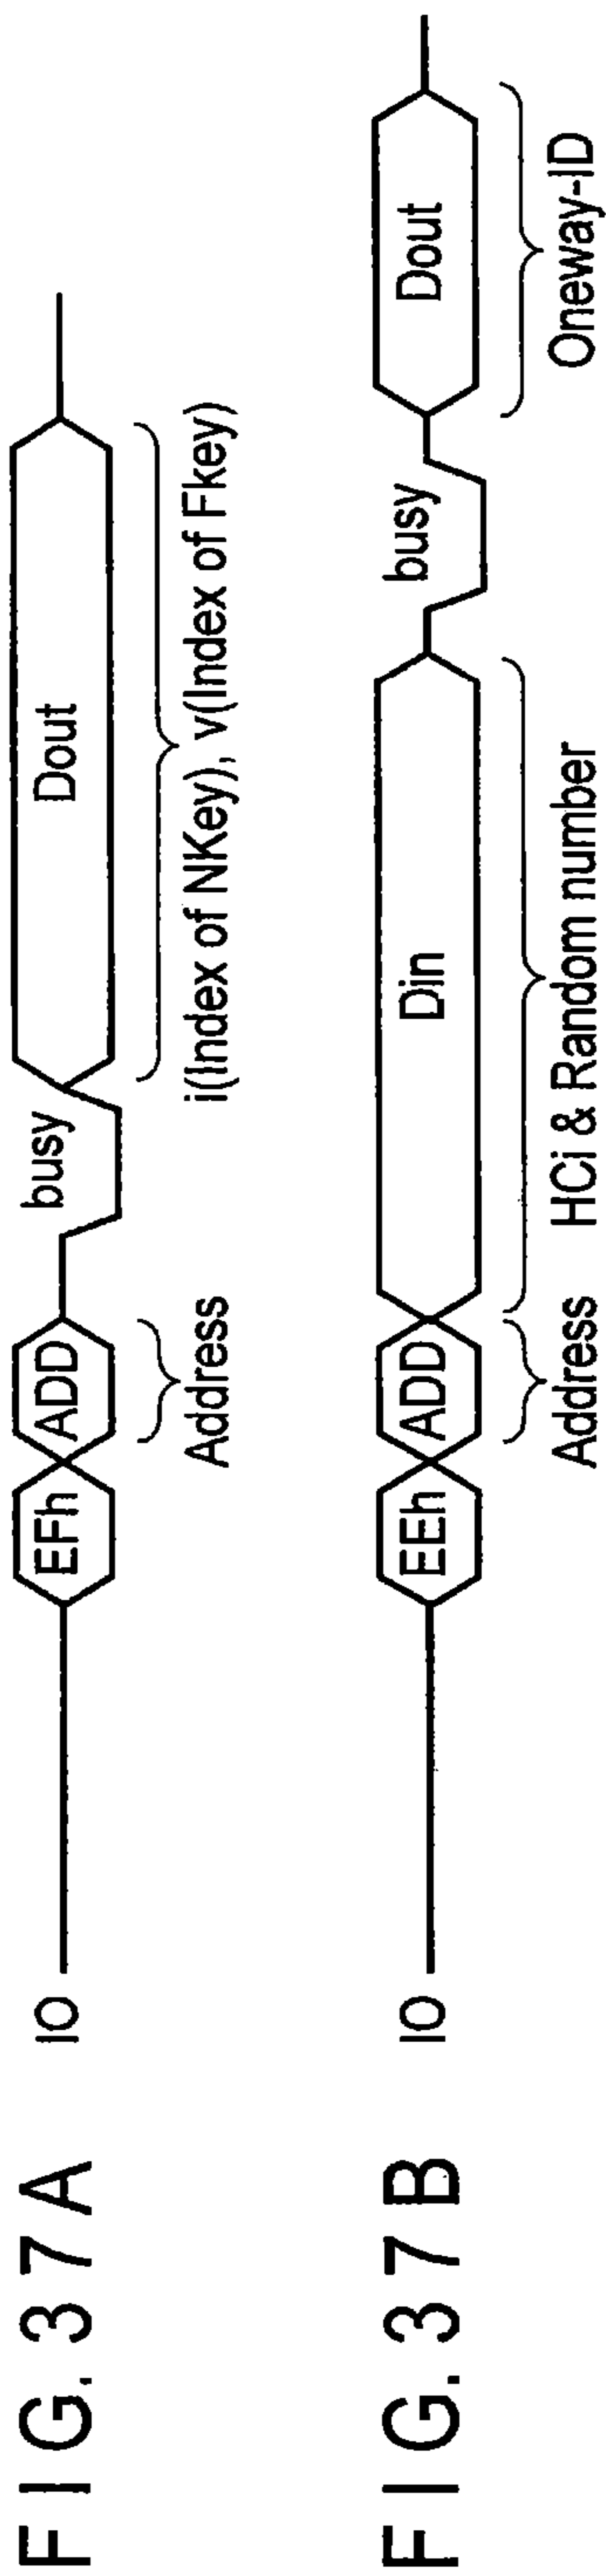 FIG. 37A
IO
EFh
ADD
busy
Dout
Address
i(Index of NKey), v(Index of Fkey)
FIG. 37B
IO
EEh
ADD
Din
busy
Dout
Address
HCi & Random number
Oneway-ID